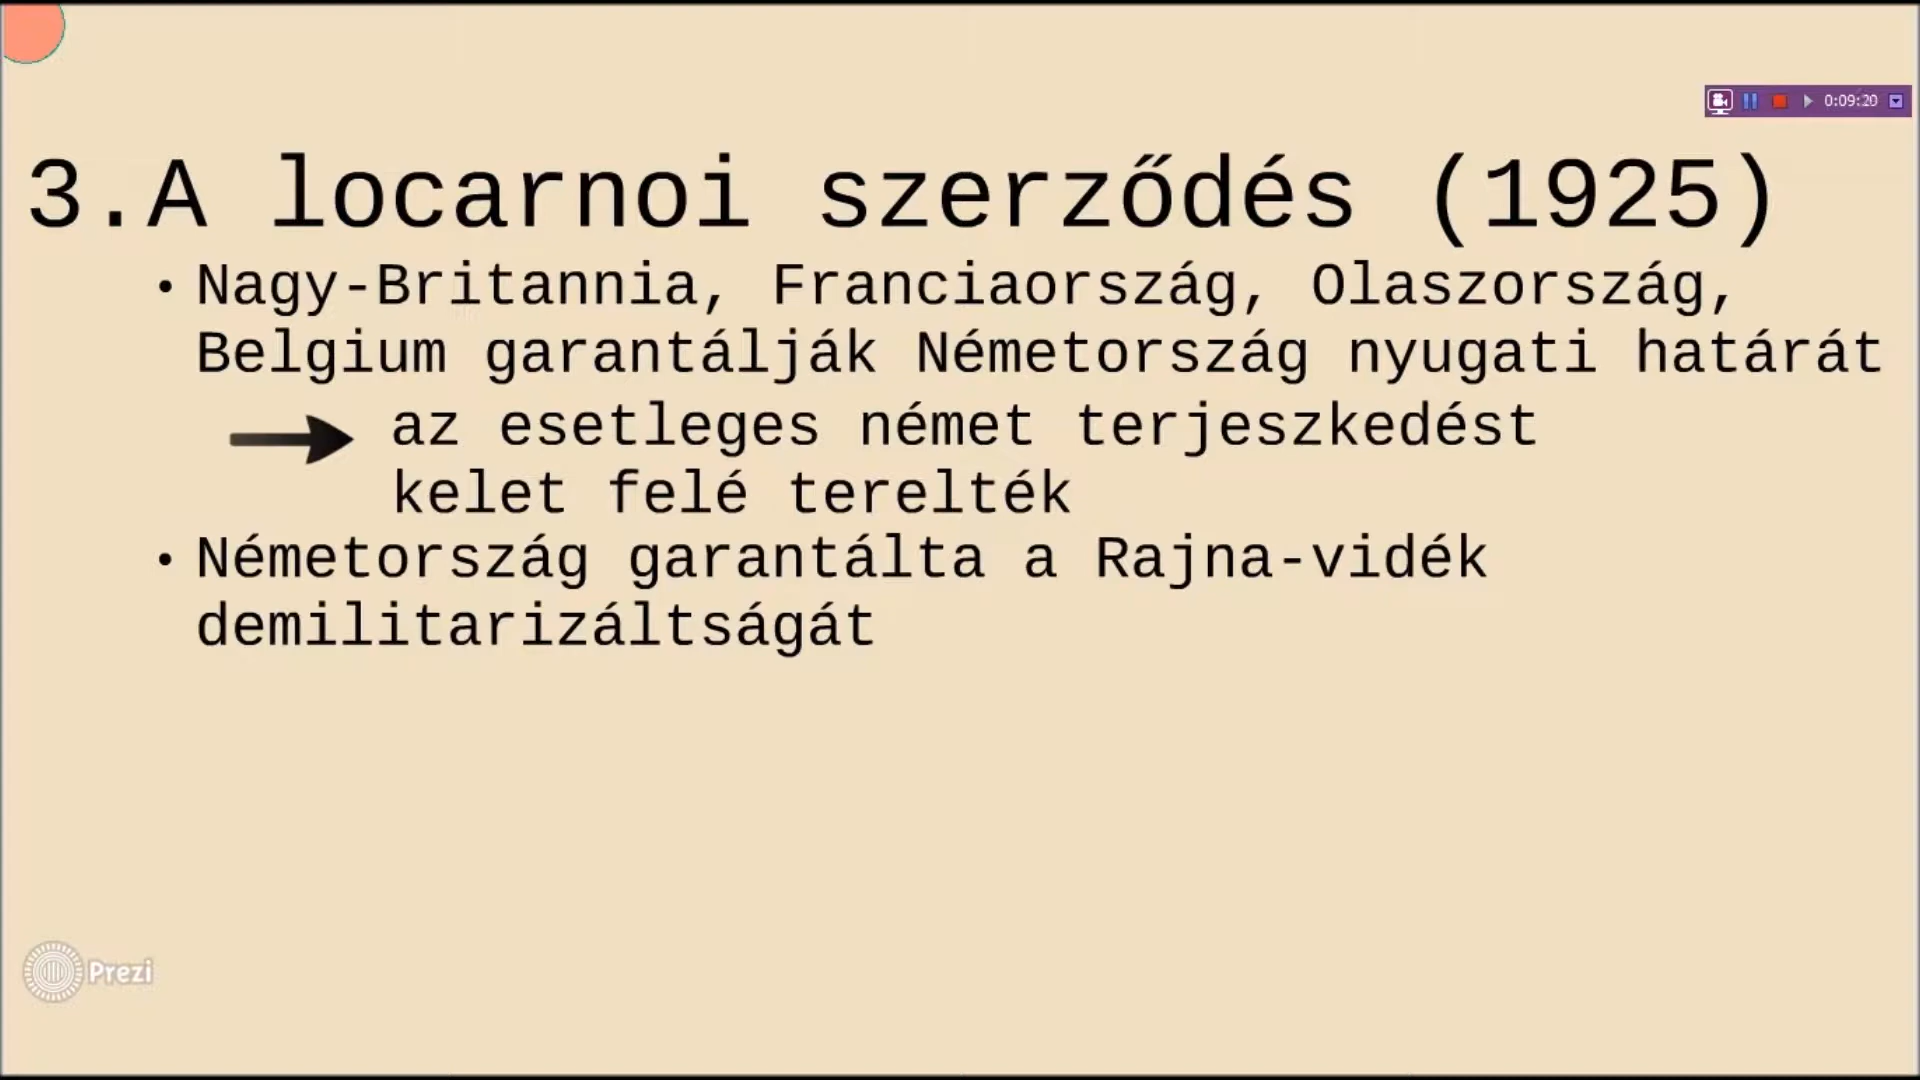 0:09:20
3.A locarnoi szerződés (1925)
• Nagy-Britannia, Franciaország, Olaszország,
Belgium garantálják Németország nyugati határát
az esetleges német terjeszkedést
kelet felé terelték
• Németország garantálta a Rajna-vidék
demilitarizáltságát
Prezi